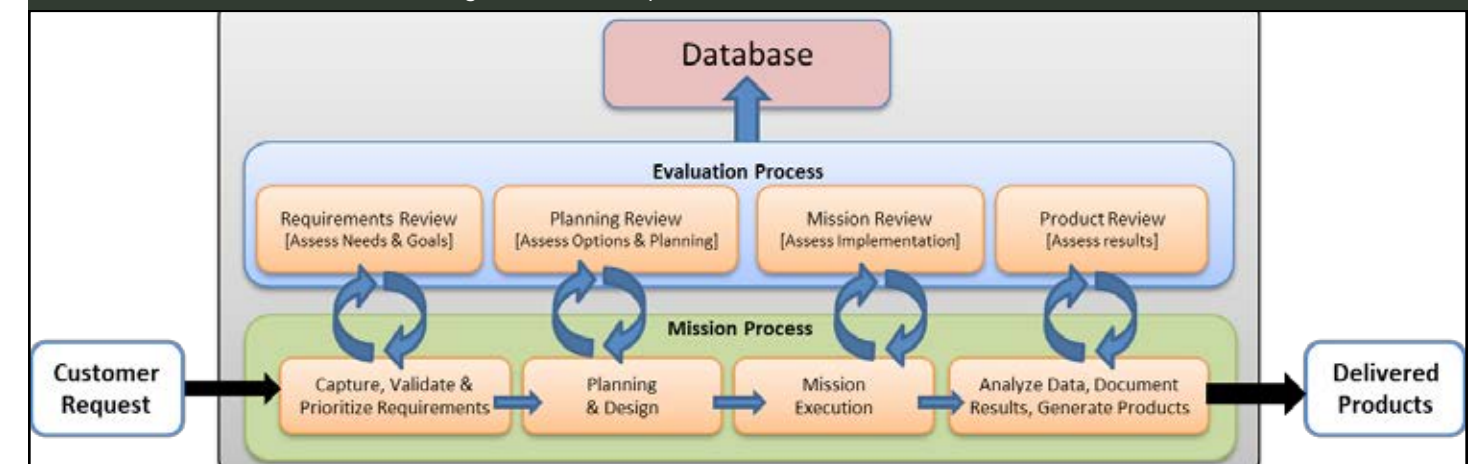 Database
Evaluation Process
Requirements Review
[Assess Needs & Goals]
Planning Review
[Assess Options & Planning]
Mission Review
[Assess Implementation]
Product Review
[Assess results]
Mission Process
Customer
Request
Capture, Validate &
Prioritize Requirements
Planning
& Design
Mission
Execution
Analyze Data, Document
Results, Generate Products
Delivered
Products